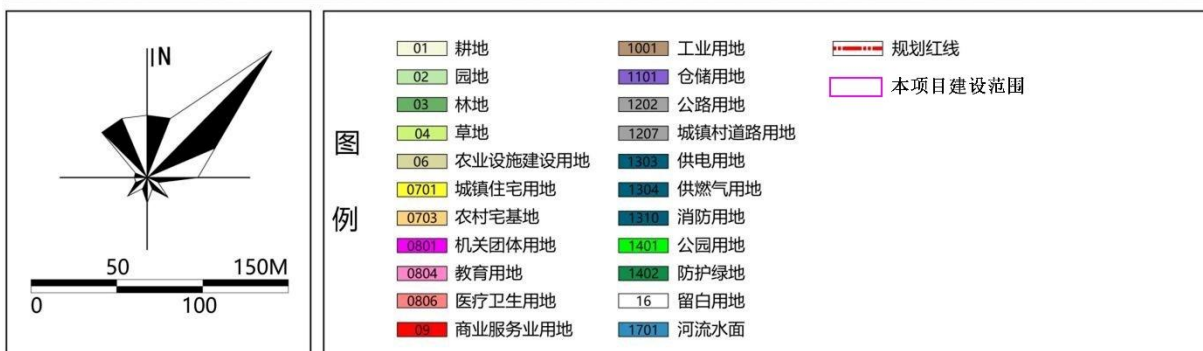 N
50 150M
0 100
图例
01 耕地
02 园地
03 林地
04 草地
06 农业设施建设用地
0701 城镇住宅用地
0703 农村宅基地
0801 机关团体用地
0804 教育用地
0806 医疗卫生用地
09 商业服务业用地
1001 工业用地
1101 仓储用地
1202 公路用地
1207 城镇村道路用地
1303 供电用地
1304 供燃气用地
1310 消防用地
1401 公园用地
1402 防护绿地
16 留白用地
1701 河流水面
规划红线
本项目建设范围